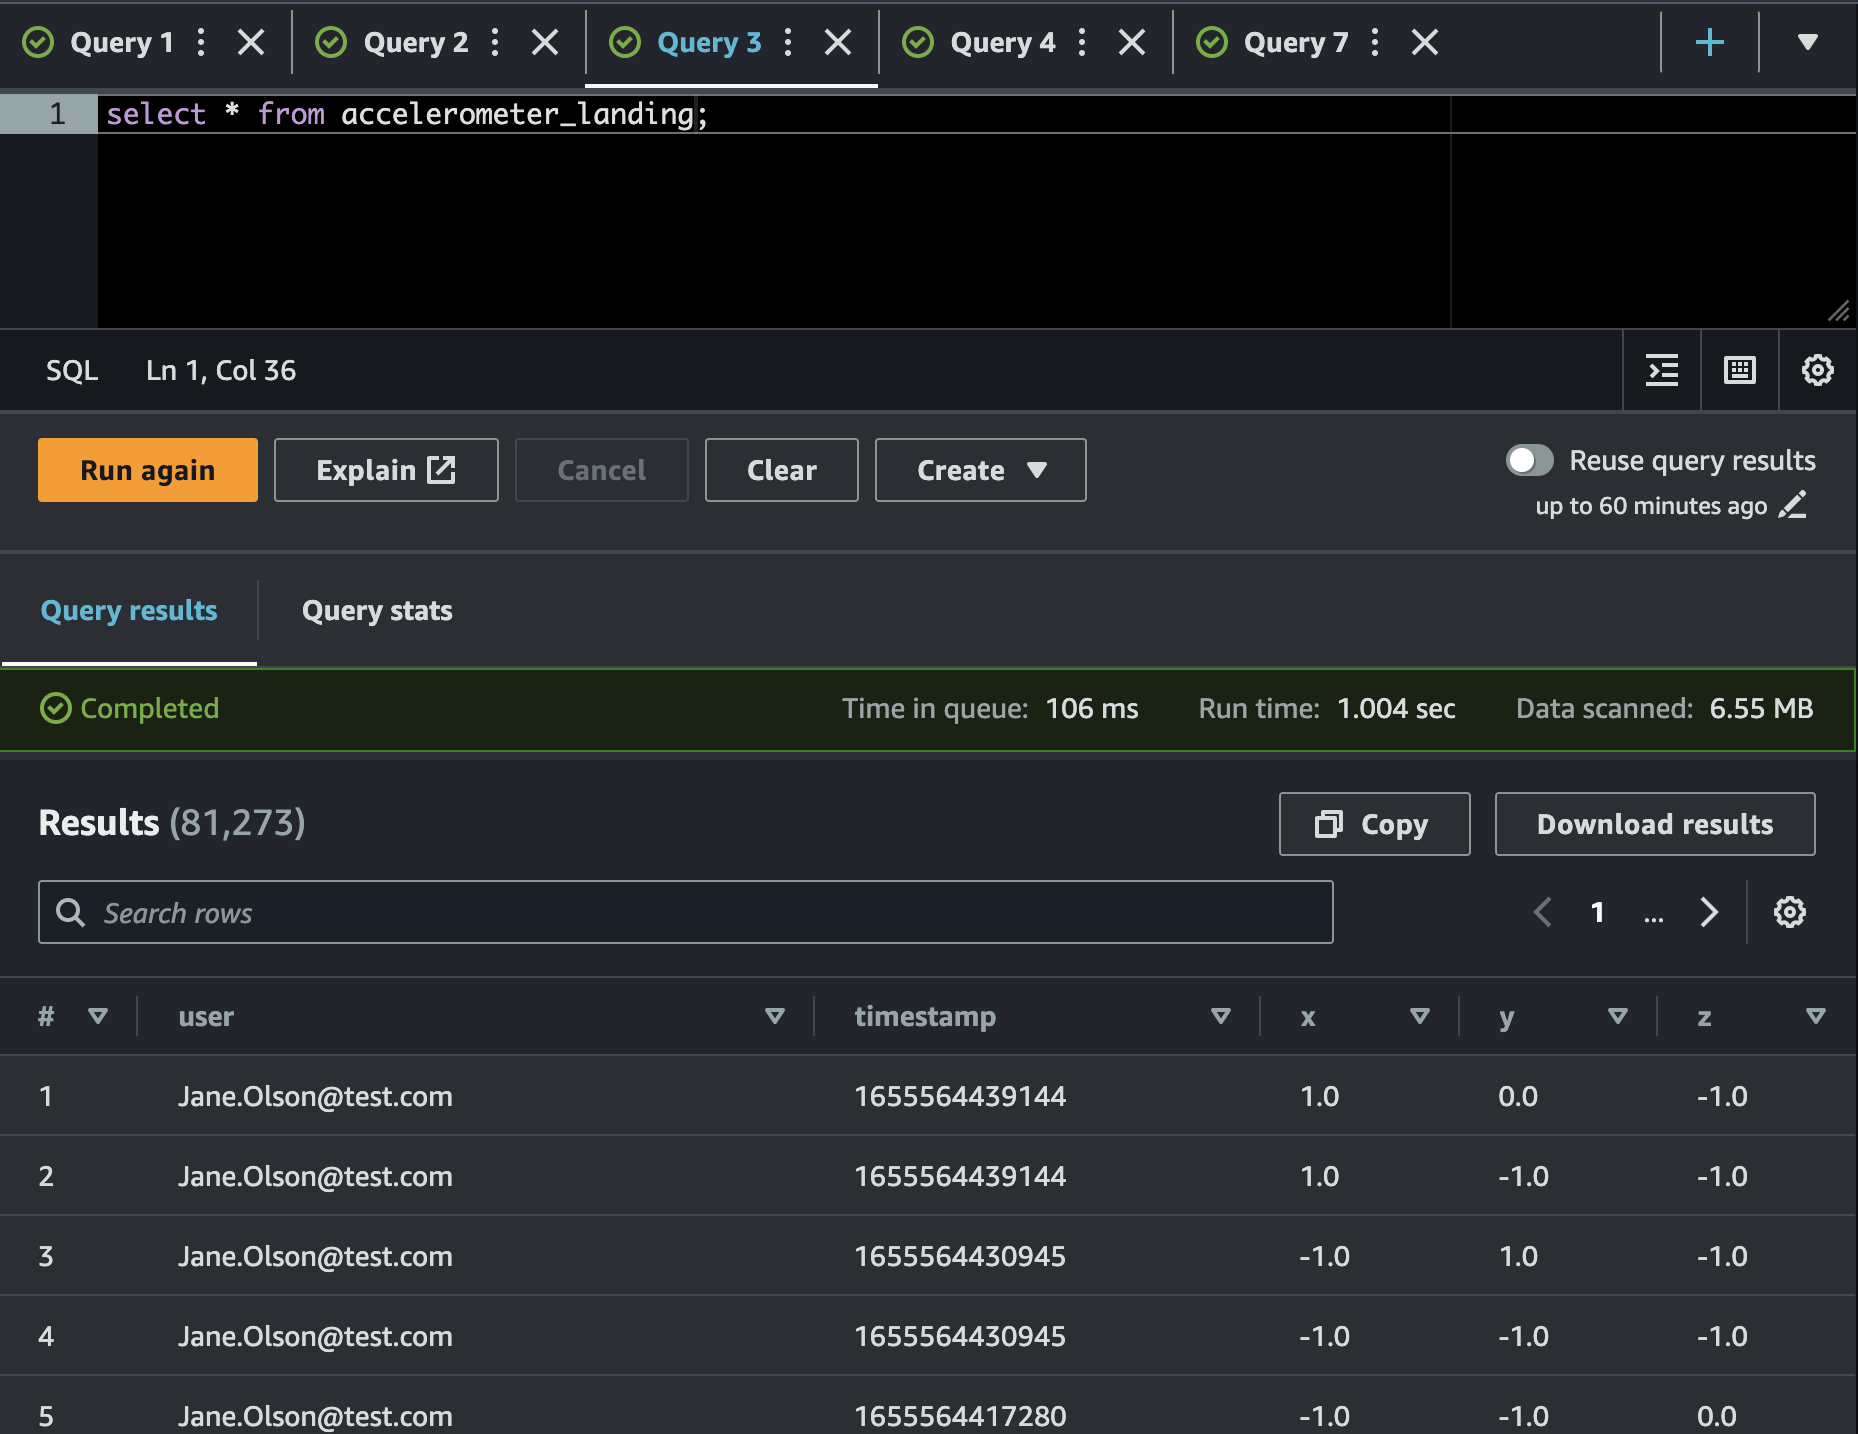 Query 1 Query 2 Query 3 Query 4 Query 7
1 select * from accelerometer_landing;
SQL Ln 1, Col 36
Run again Explain Cancel Clear Create Reuse query results
up to 60 minutes ago
Query results Query stats
Completed Time in queue: 106 ms Run time: 1.004 sec Data scanned: 6.55 MB
Results (81,273) Copy Download results
Search rows 1 ...
# user timestamp x y z
1 Jane.Olson@test.com 1655564439144 1.0 0.0 -1.0
2 Jane.Olson@test.com 1655564439144 1.0 -1.0 -1.0
3 Jane.Olson@test.com 1655564430945 -1.0 1.0 -1.0
4 Jane.Olson@test.com 1655564430945 -1.0 -1.0 -1.0
5 Jane.Olson@test.com 1655564417280 -1.0 -1.0 0.0